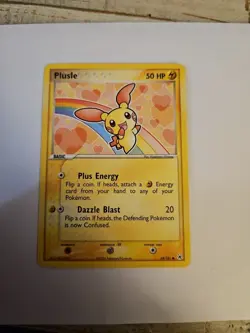 Plusle 50 HP
BASIC
Plus Energy
Flip a coin. If heads, attach a Energy card from your hand to any of your Pokémon.
Dazzle Blast 20
Flip a coin. If heads, the Defending Pokémon is now Confused.